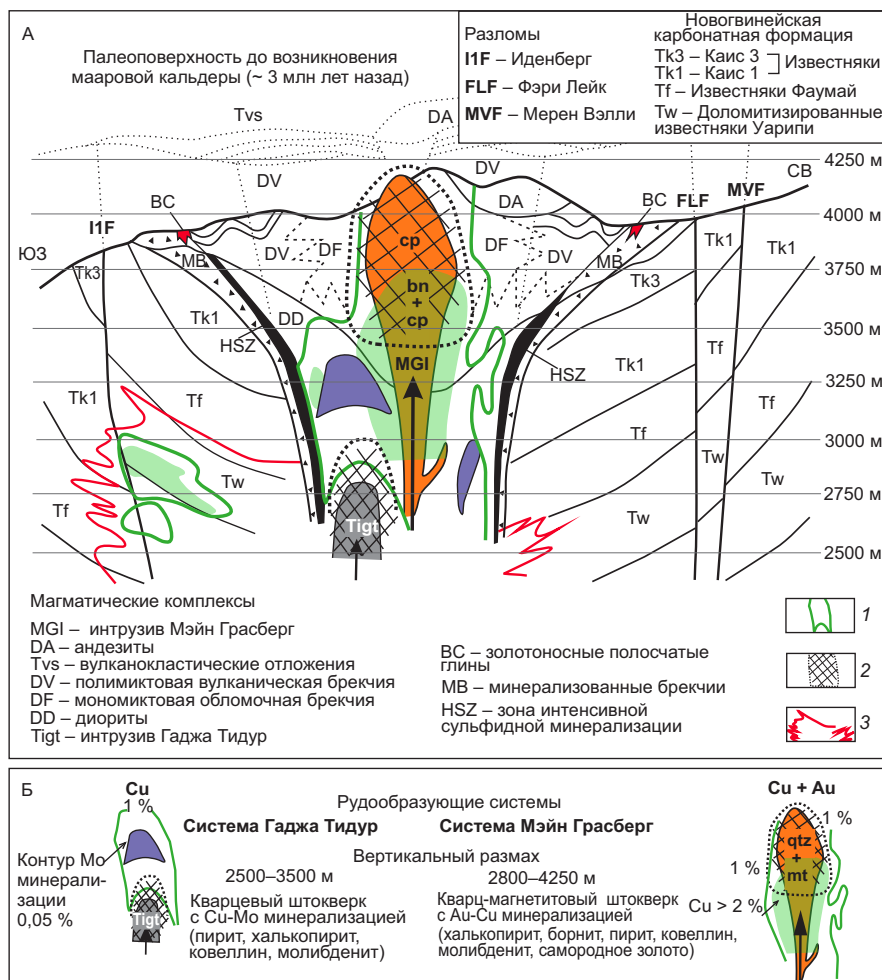 А
Палеоповерхность до возникновения
мааровой кальдеры (~ 3 млн лет назад)
Разломы
I1F – Иденберг
FLF – Фэри Лейк
MVF – Мерен Вэлли
Новогвинейская
карбонатная формация
Tk3 – Каис 3
Tk1 – Каис 1
Известняки
Tf – Известняки Фаумай
Tw – Доломитизированные
известняки Уарипи
Tvs
DA
4250 м
4000 м
3750 м
3500 м
3250 м
3000 м
2750 м
2500 м
ЮЗ
СВ
I1F
BC
DV
DV
DA
BC
FLF
MVF
MB
DV
DF
cp
DF
DV
MB
Tk1
Tk1
Tk3
Tk3
bn
+
cp
Tk1
DD
HSZ
MGI
HSZ
Tk1
Tf
Tk1
Tf
Tf
Tf
Tw
Tw
Tw
Tf
Tw
Tigt
Магматические комплексы
MGI – интрузив Мэйн Грасберг
DA – андезиты
Tvs – вулканокластические отложения
DV – полимиктовая вулканическая брекчия
DF – мономиктовая обломочная брекчия
DD – диориты
Tigt – интрузив Гаджа Тидур
BC – золотоносные полосчатые
глины
MB – минерализованные брекчии
HSZ – зона интенсивной
сульфидной минерализации
1
2
3
Б
Cu
1 %
Контур Мо
минерали-
зации
0,05 %
Tigt
Рудообразующие системы
Система Гаджа Тидур
Система Мэйн Грасберг
Вертикальный размах
2500–3500 м
2800–4250 м
Кварцевый штокверк
с Cu-Mo минерализацией
(пирит, халькопирит,
ковеллин, молибденит)
Кварц-магнетитовый штокверк
с Au-Cu минерализацией
(халькопирит, борнит, пирит, ковеллин,
молибденит, самородное золото)
Cu + Au
1 %
qtz
+
mt
1 %
Cu > 2 %